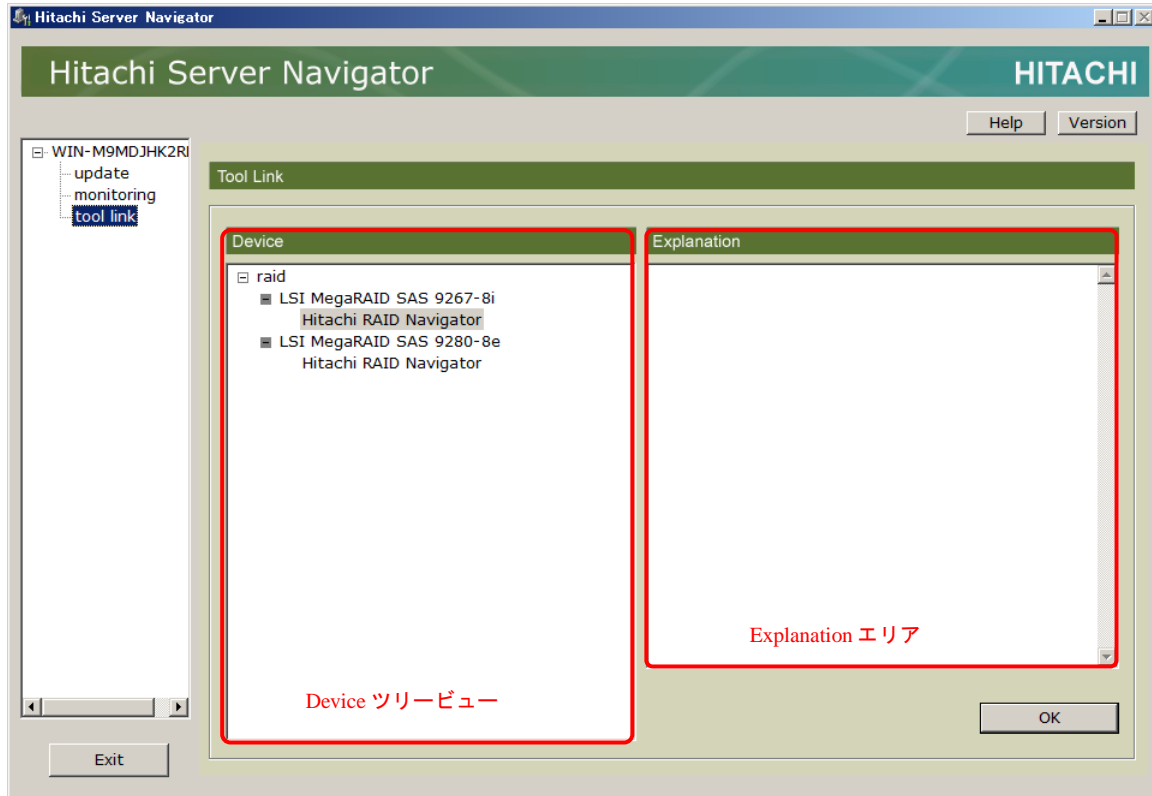 Hitachi Server Navigator
Hitachi Server Navigator
HITACHI
Help
Version
WIN-M9MDJHK2R
update
monitoring
tool link
Tool Link
Device
raid
LSI MegaRAID SAS 9267-8i
Hitachi RAID Navigator
LSI MegaRAID SAS 9280-8e
Hitachi RAID Navigator
Device ツリービュー
Explanation
Explanation エリア
OK
Exit